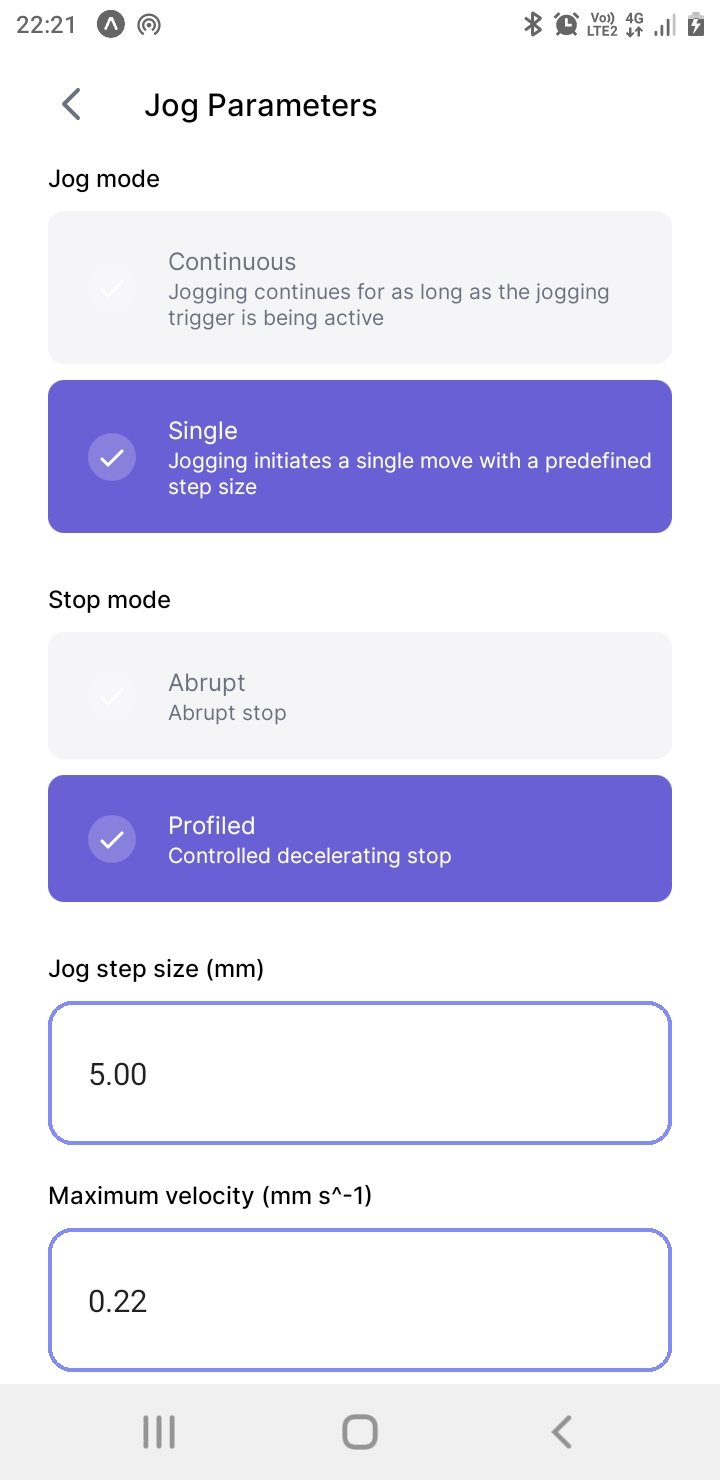 22:21
Vo)) 4G
LTE2
Jog Parameters
Jog mode
Continuous
Jogging continues for as long as the jogging
trigger is being active
Single
Jogging initiates a single move with a predefined
step size
Stop mode
Abrupt
Abrupt stop
Profiled
Controlled decelerating stop
Jog step size (mm)
5.00
Maximum velocity (mm s^-1)
0.22